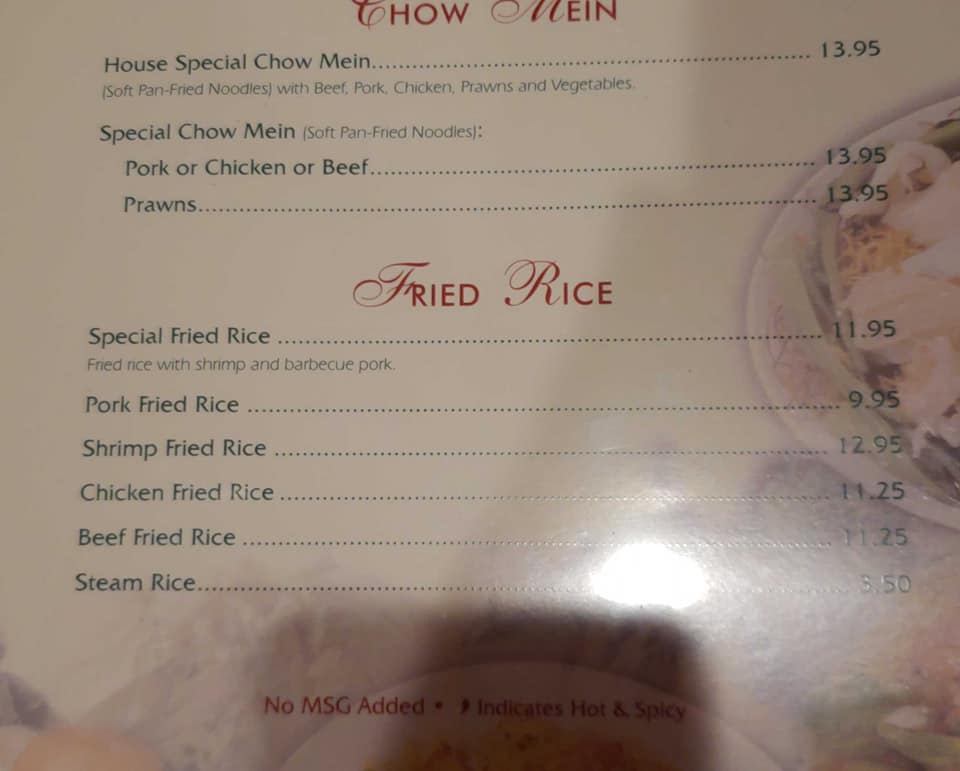 CHOW MEIN
House Special Chow Mein.......... 13.95
(Soft Pan-Fried Noodles) with Beef, Pork, Chicken, Prawns and Vegetables.
Special Chow Mein (Soft Pan-Fried Noodles):
Pork or Chicken or Beef.......... 13.95
Prawns.......... 13.95
FRIED RICE
Special Fried Rice .......... 11.95
Fried rice with shrimp and barbecue pork.
Pork Fried Rice .......... 9.95
Shrimp Fried Rice .......... 12.95
Chicken Fried Rice .......... 11.25
Beef Fried Rice .......... 11.25
Steam Rice.......... 3.50
No MSG Added • Indicates Hot & Spicy